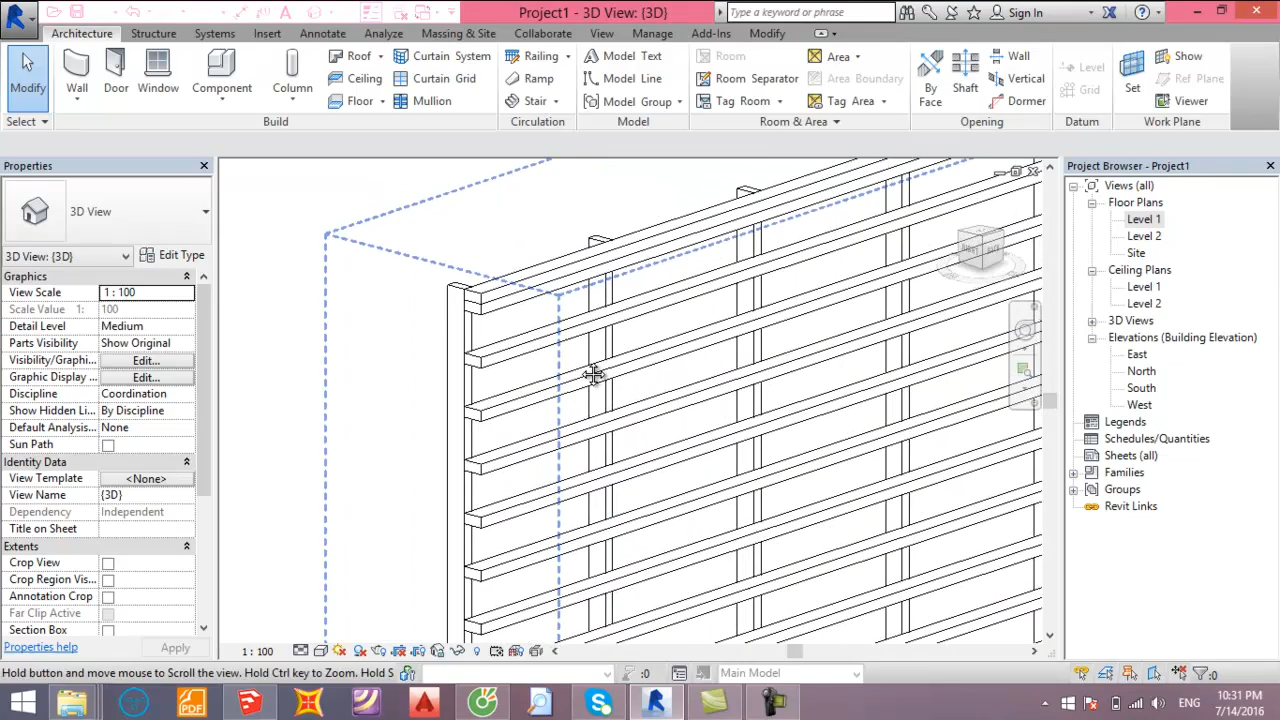 Project1 - 3D View: {3D}
Type a keyword or phrase
Sign In
Architecture Structure Systems Insert Annotate Analyze Massing & Site Collaborate View Manage Add-Ins Modify
Modify
Wall
Door
Window
Component
Column
Roof
Ceiling
Floor
Curtain System
Curtain Grid
Mullion
Railing
Ramp
Stair
Model Text
Model Line
Model Group
Room
Room Separator
Tag Room
Area
Area Boundary
Tag Area
By
Face
Shaft
Wall
Vertical
Dormer
Level
Grid
Set
Show
Ref Plane
Viewer
Select
Build
Circulation
Model
Room & Area
Opening
Datum
Work Plane
Properties
3D View
3D View: {3D}
Edit Type
Graphics
View Scale 1 : 100
Scale Value 1: 100
Detail Level Medium
Parts Visibility Show Original
Visibility/Graphi... Edit...
Graphic Display ... Edit...
Discipline Coordination
Show Hidden Li... By Discipline
Default Analysis... None
Sun Path
Identity Data
View Template <None>
View Name {3D}
Dependency Independent
Title on Sheet
Extents
Crop View
Crop Region Vis...
Annotation Crop
Far Clip Active
Section Box
Properties help
Apply
1 : 100
Project Browser - Project1
Views (all)
Floor Plans
Level 1
Level 2
Site
Ceiling Plans
Level 1
Level 2
3D Views
Elevations (Building Elevation)
East
North
South
West
Legends
Schedules/Quantities
Sheets (all)
Families
Groups
Revit Links
Hold button and move mouse to Scroll the view. Hold Ctrl key to Zoom. Hold S
:0
Main Model
:0
PDF
ENG
10:31 PM
7/14/2016